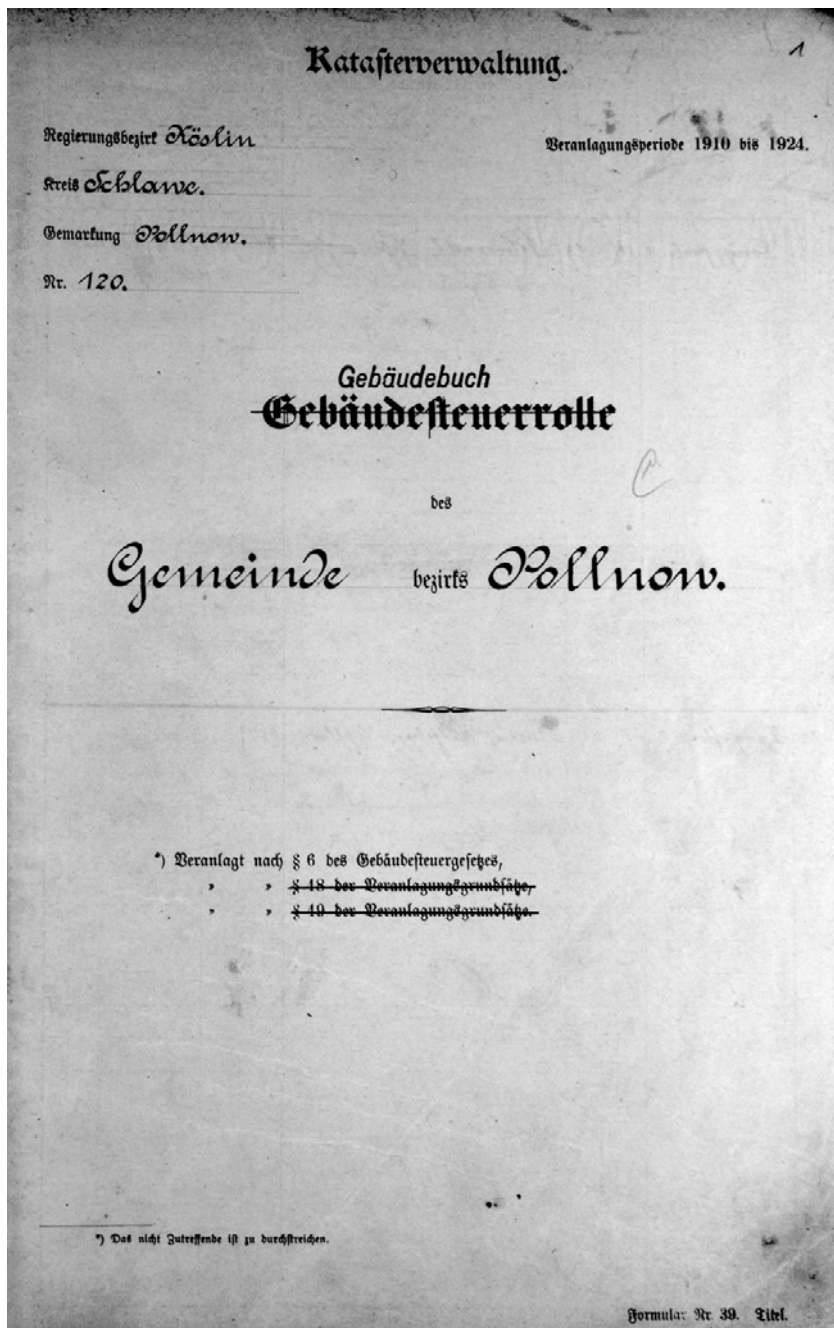 1
Katasterverwaltung.
Regierungsbezirk Köslin
Veranlagungsperiode 1910 bis 1924.
Kreis Schlawe.
Gemarkung Pollnow.
Nr. 120.
Gebäudebuch
Gebäudesteuerrolle
des
Gemeinde bezirks Pollnow.
*) Veranlagt nach § 6 des Gebäudesteuergesetzes,
" " § 48 der Veranlagungsgrundsätze,
" " § 49 der Veranlagungsgrundsätze.
*) Das nicht Zutreffende ist zu durchstreichen.
Formular Nr 39. Titel.